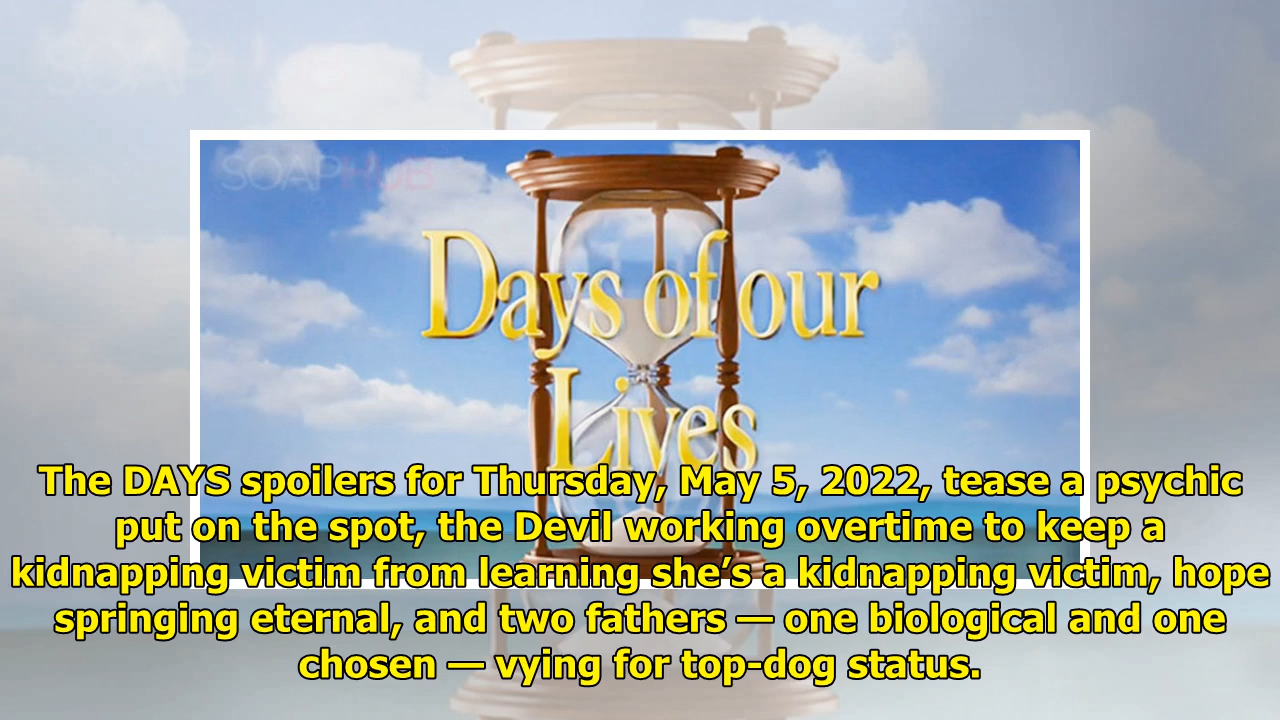 SOAPHUB
Days of our
Lives
The DAYS spoilers for Thursday, May 5, 2022, tease a psychic
put on the spot, the Devil working overtime to keep a
kidnapping victim from learning she’s a kidnapping victim, hope
springing eternal, and two fathers — one biological and one
chosen — vying for top-dog status.